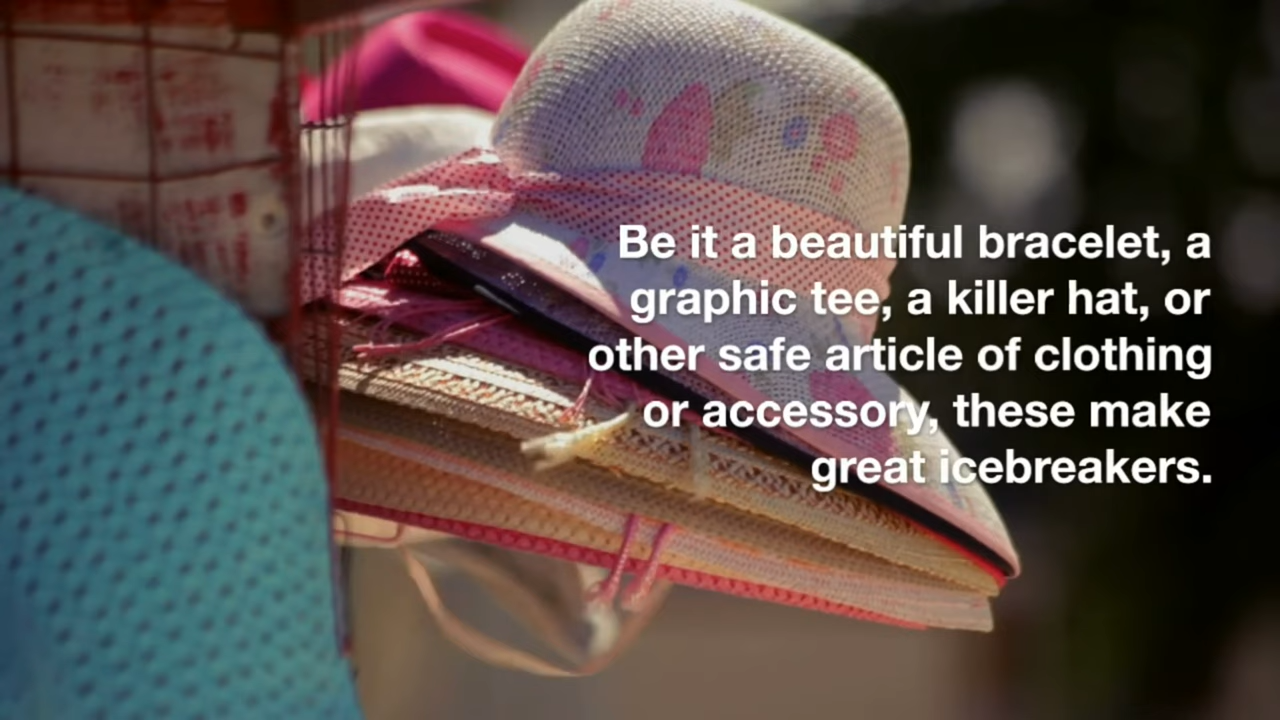 Be it a beautiful bracelet, a
graphic tee, a killer hat, or
other safe article of clothing
or accessory, these make
great icebreakers.